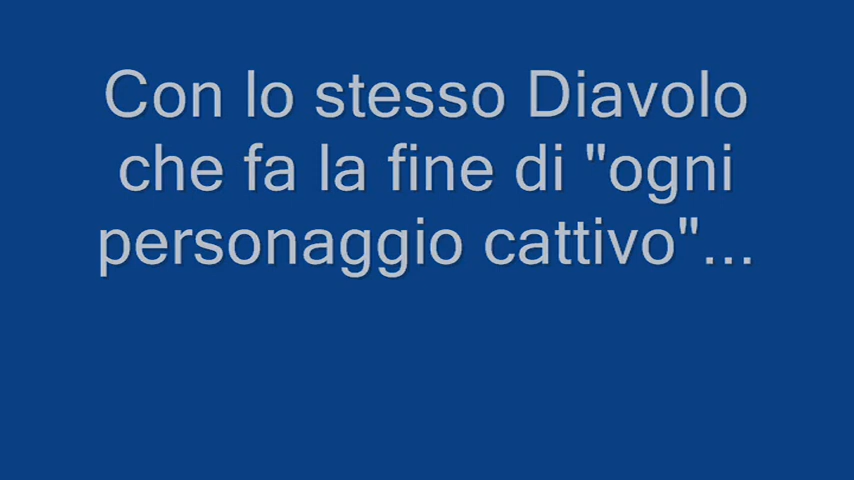 Con lo stesso Diavolo
che fa la fine di "ogni
personaggio cattivo"...